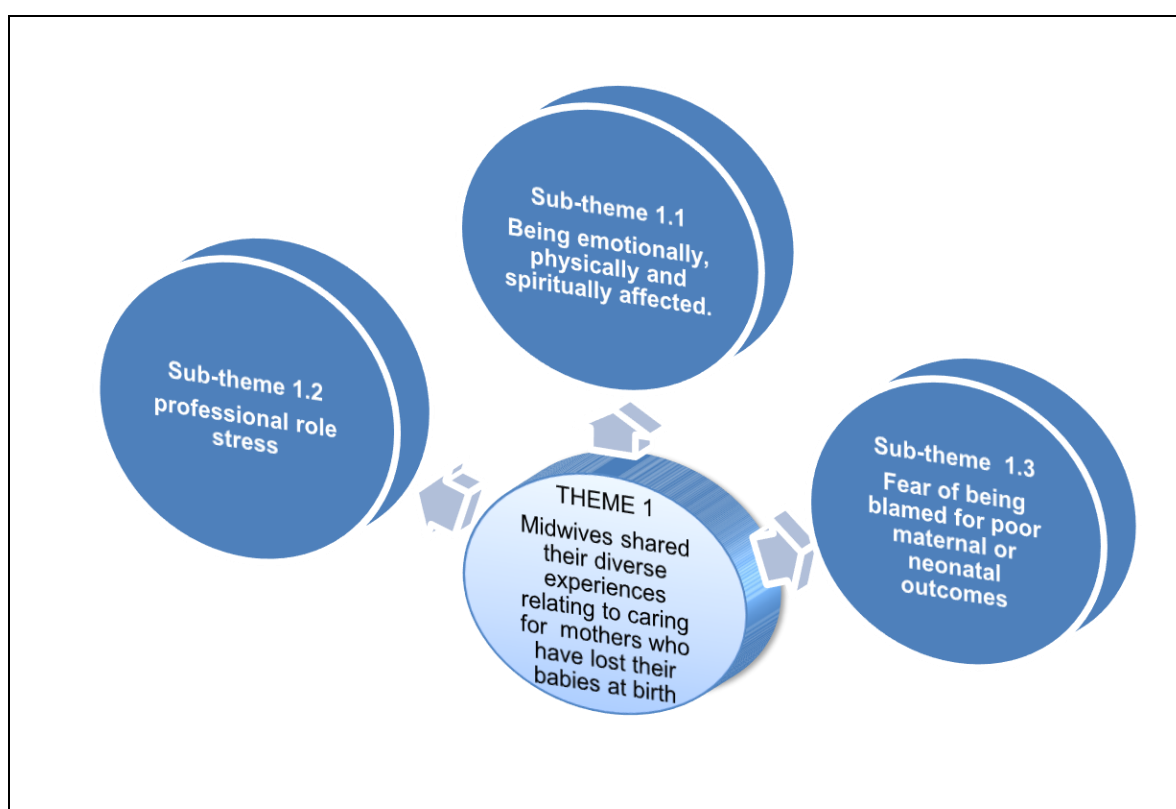 Sub-theme 1.1
Being emotionally,
physically and
spiritually affected.
Sub-theme 1.2
professional role
stress
Sub-theme 1.3
Fear of being
blamed for poor
maternal or
neonatal
outcomes
THEME 1
Midwives shared
their diverse
experiences
relating to caring
for mothers who
have lost their
babies at birth